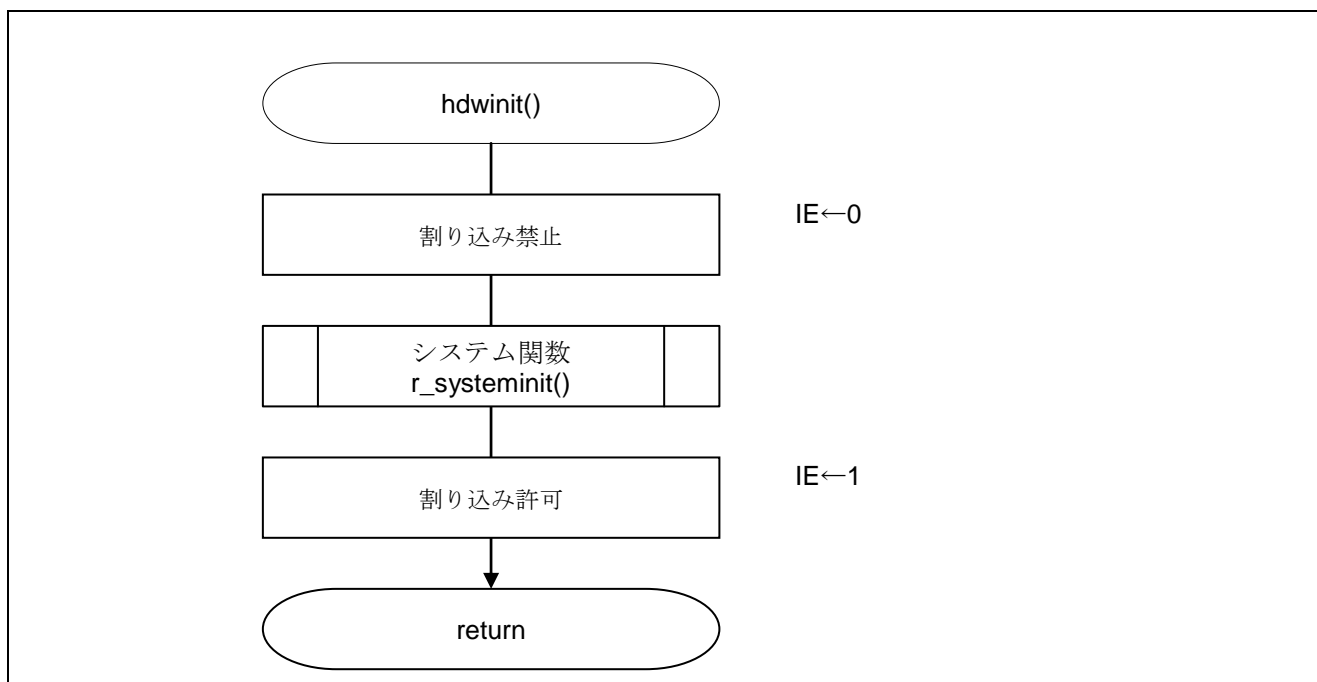 hdwinit()
割り込み禁止
IE←0
システム関数
r_systeminit()
割り込み許可
IE←1
return